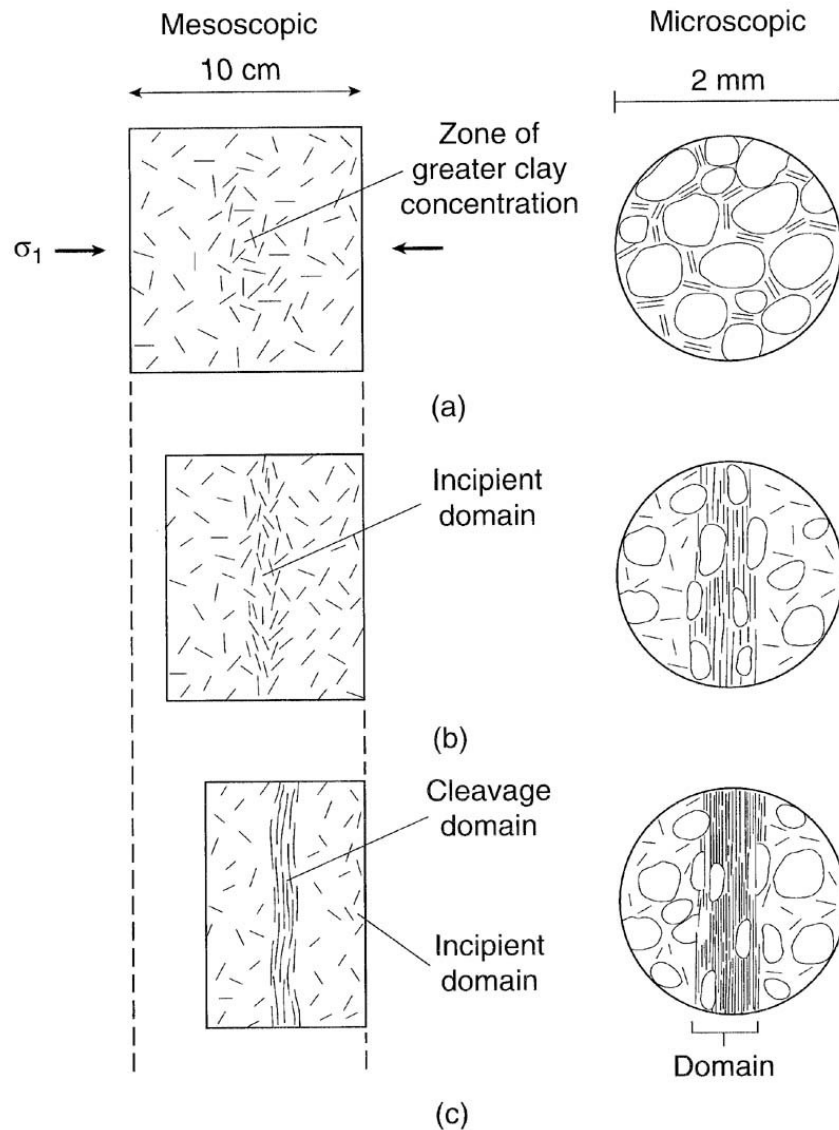 Mesoscopic
Microscopic
10 cm
2 mm
Zone of
greater clay
concentration
σ1
(a)
Incipient
domain
(b)
Cleavage
domain
Incipient
domain
Domain
(c)